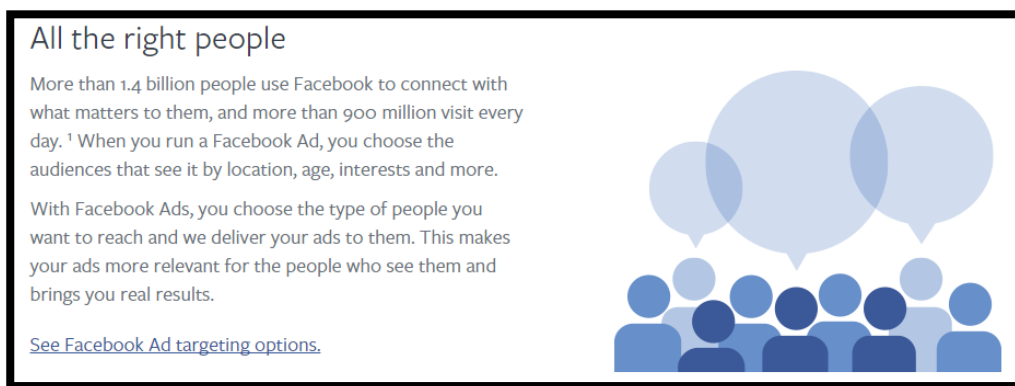 All the right people
More than 1.4 billion people use Facebook to connect with
what matters to them, and more than 900 million visit every
day. ¹ When you run a Facebook Ad, you choose the
audiences that see it by location, age, interests and more.
With Facebook Ads, you choose the type of people you
want to reach and we deliver your ads to them. This makes
your ads more relevant for the people who see them and
brings you real results.
See Facebook Ad targeting options.